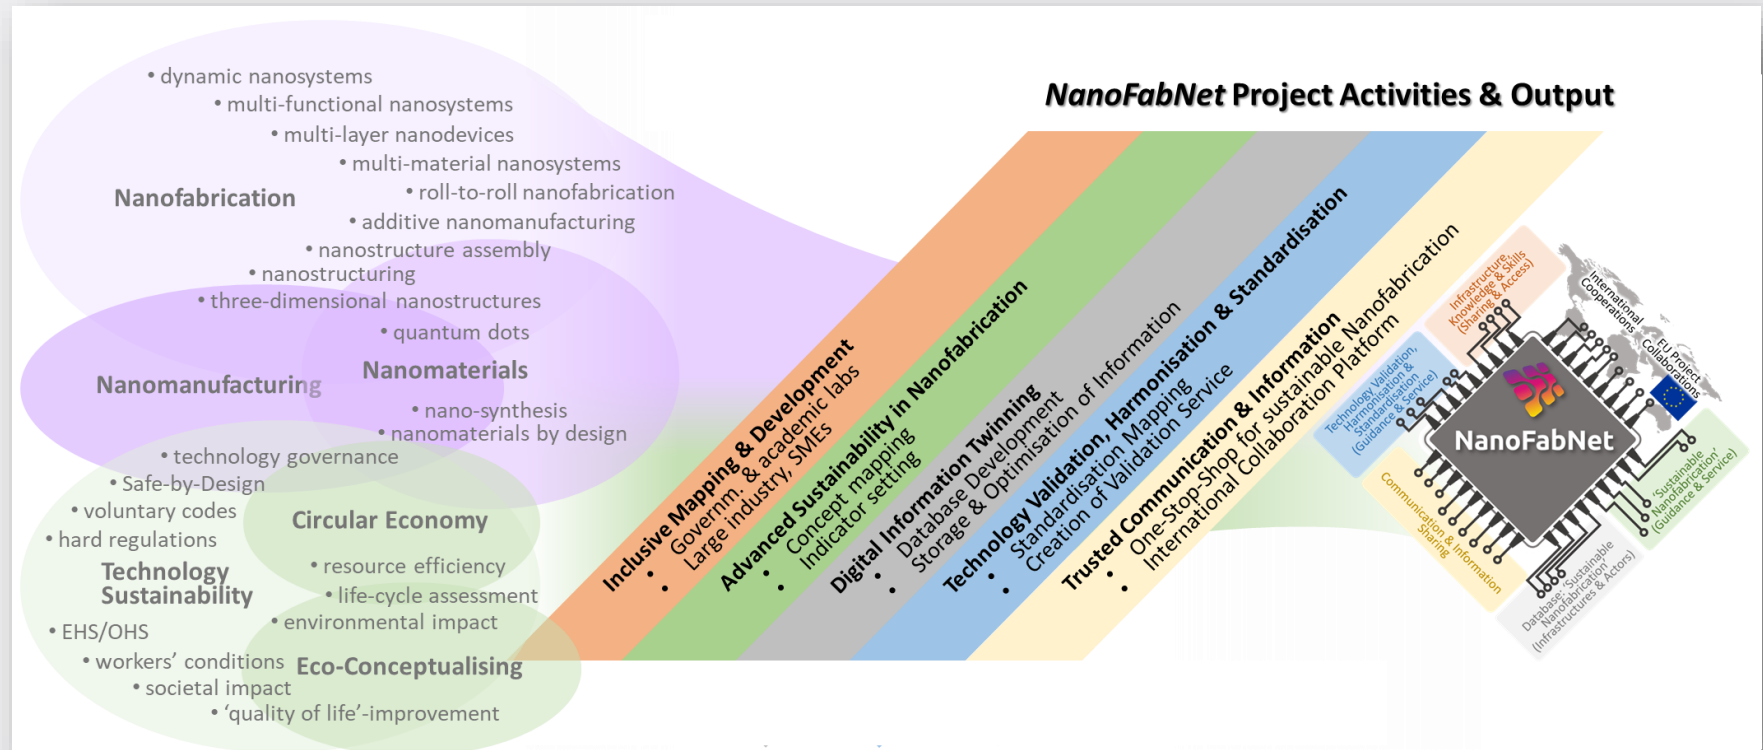 NanoFabNet Project Activities & Output
• dynamic nanosystems
• multi-functional nanosystems
• multi-layer nanodevices
• multi-material nanosystems
Nanofabrication
• roll-to-roll nanofabrication
• additive nanomanufacturing
• nanostructure assembly
• nanostructuring
• three-dimensional nanostructures
• quantum dots
Nanomanufacturing
Nanomaterials
• nano-synthesis
• nanomaterials by design
• technology governance
• Safe-by-Design
• voluntary codes
• hard regulations
Circular Economy
Technology
Sustainability
• resource efficiency
• life-cycle assessment
• environmental impact
• EHS/OHS
• workers’ conditions
• societal impact
• ‘quality of life’-improvement
Eco-Conceptualising
Inclusive Mapping & Development
• Governm. & academic labs
• Large industry, SMEs
Advanced Sustainability in Nanofabrication
• Concept mapping
• Indicator setting
Digital Information Twinning
• Database Development
• Storage & Optimisation of Information
Technology Validation, Harmonisation & Standardisation
• Standardisation Mapping
• Creation of Validation Service
Trusted Communication & Information
• One-Stop-Shop for sustainable Nanofabrication
• International Collaboration Platform
Infrastructure,
Knowledge & Skills
(Sharing & Access)
International
Cooperations
EU Project
Collaborations
Technology Validation,
Harmonisation &
Standardisation
(Guidance & Service)
NanoFabNet
Communication & Information
Sharing
‘Sustainable
Nanofabrication’
(Guidance & Service)
Database: ‘Sustainable
Nanofabrication’
(Infrastructures & Actors)